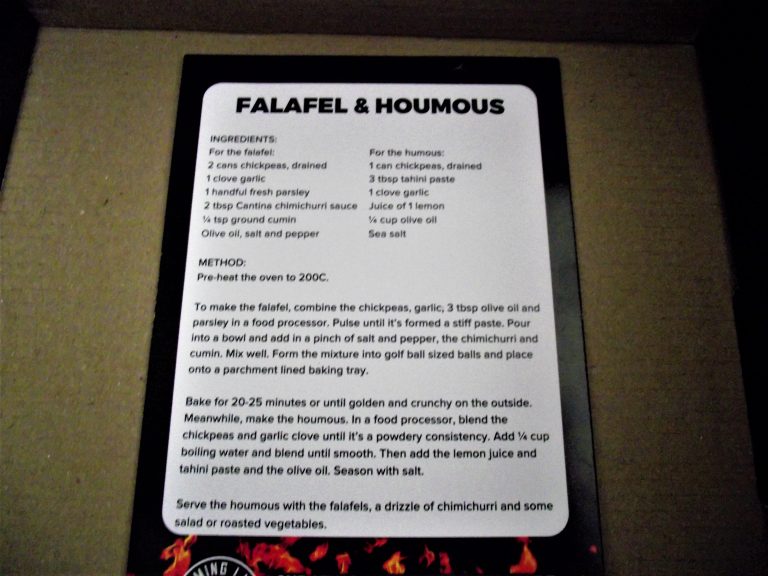 FALAFEL & HOUMOUS
INGREDIENTS:
For the falafel:
2 cans chickpeas, drained
1 clove garlic
1 handful fresh parsley
2 tbsp Cantina chimichurri sauce
¼ tsp ground cumin
Olive oil, salt and pepper
For the humous:
1 can chickpeas, drained
3 tbsp tahini paste
1 clove garlic
Juice of 1 lemon
¼ cup olive oil
Sea salt
METHOD:
Pre-heat the oven to 200C.
To make the falafel, combine the chickpeas, garlic, 3 tbsp olive oil and
parsley in a food processor. Pulse until it's formed a stiff paste. Pour
into a bowl and add in a pinch of salt and pepper, the chimichurri and
cumin. Mix well. Form the mixture into golf ball sized balls and place
onto a parchment lined baking tray.
Bake for 20-25 minutes or until golden and crunchy on the outside.
Meanwhile, make the houmous. In a food processor, blend the
chickpeas and garlic clove until it's a powdery consistency. Add ¼ cup
boiling water and blend until smooth. Then add the lemon juice and
tahini paste and the olive oil. Season with salt.
Serve the houmous with the falafels, a drizzle of chimichurri and some
salad or roasted vegetables.